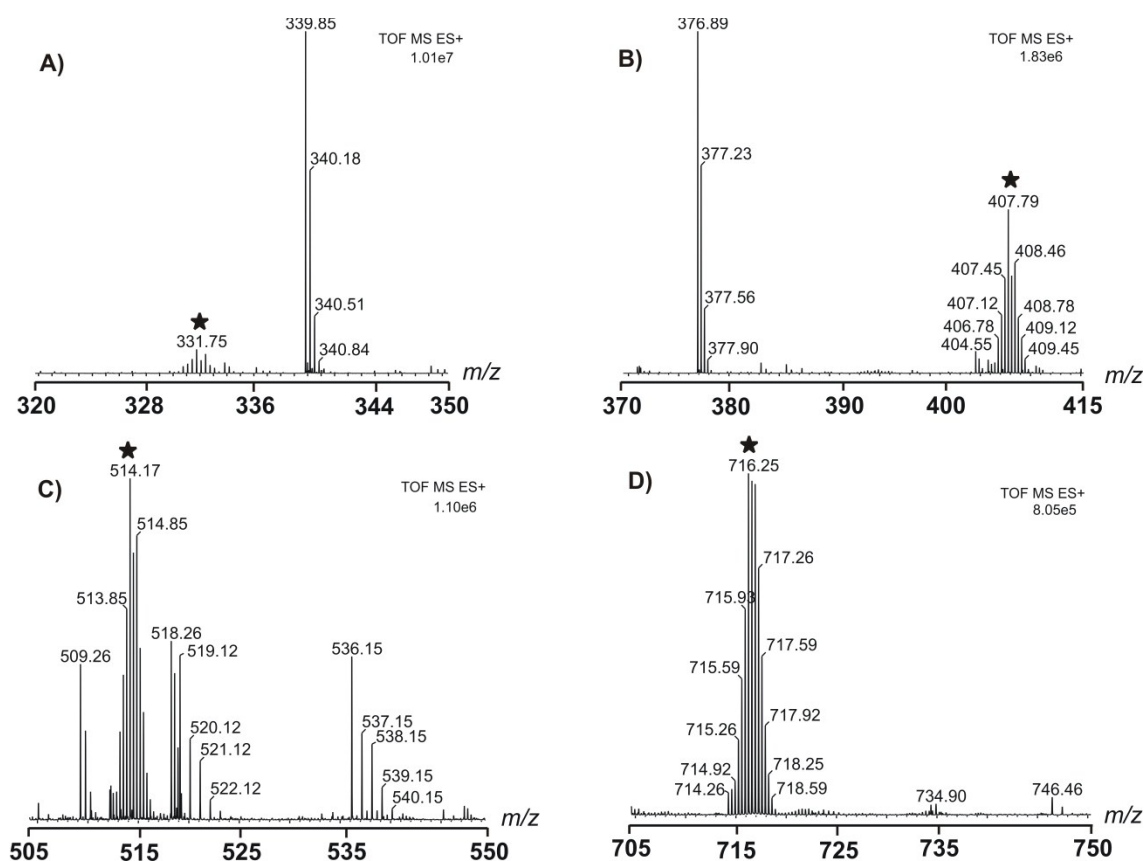 A)
TOF MS ES+
1.01e7
339.85
340.18
340.51
340.84
331.75
320 328 336 344 350 m/z
B)
TOF MS ES+
1.83e6
376.89
377.23
377.56
377.90
407.79
407.45
408.46
407.12
408.78
406.78
409.12
404.55
409.45
370 380 390 400 415 m/z
C)
TOF MS ES+
1.10e6
514.17
514.85
513.85
518.26
519.12
509.26
520.12
521.12
522.12
536.15
537.15
538.15
539.15
540.15
505 515 525 535 550 m/z
D)
TOF MS ES+
8.05e5
716.25
717.26
715.93
717.59
715.59
717.92
715.26
718.25
714.92
718.59
714.26
734.90
746.46
705 715 725 735 750 m/z